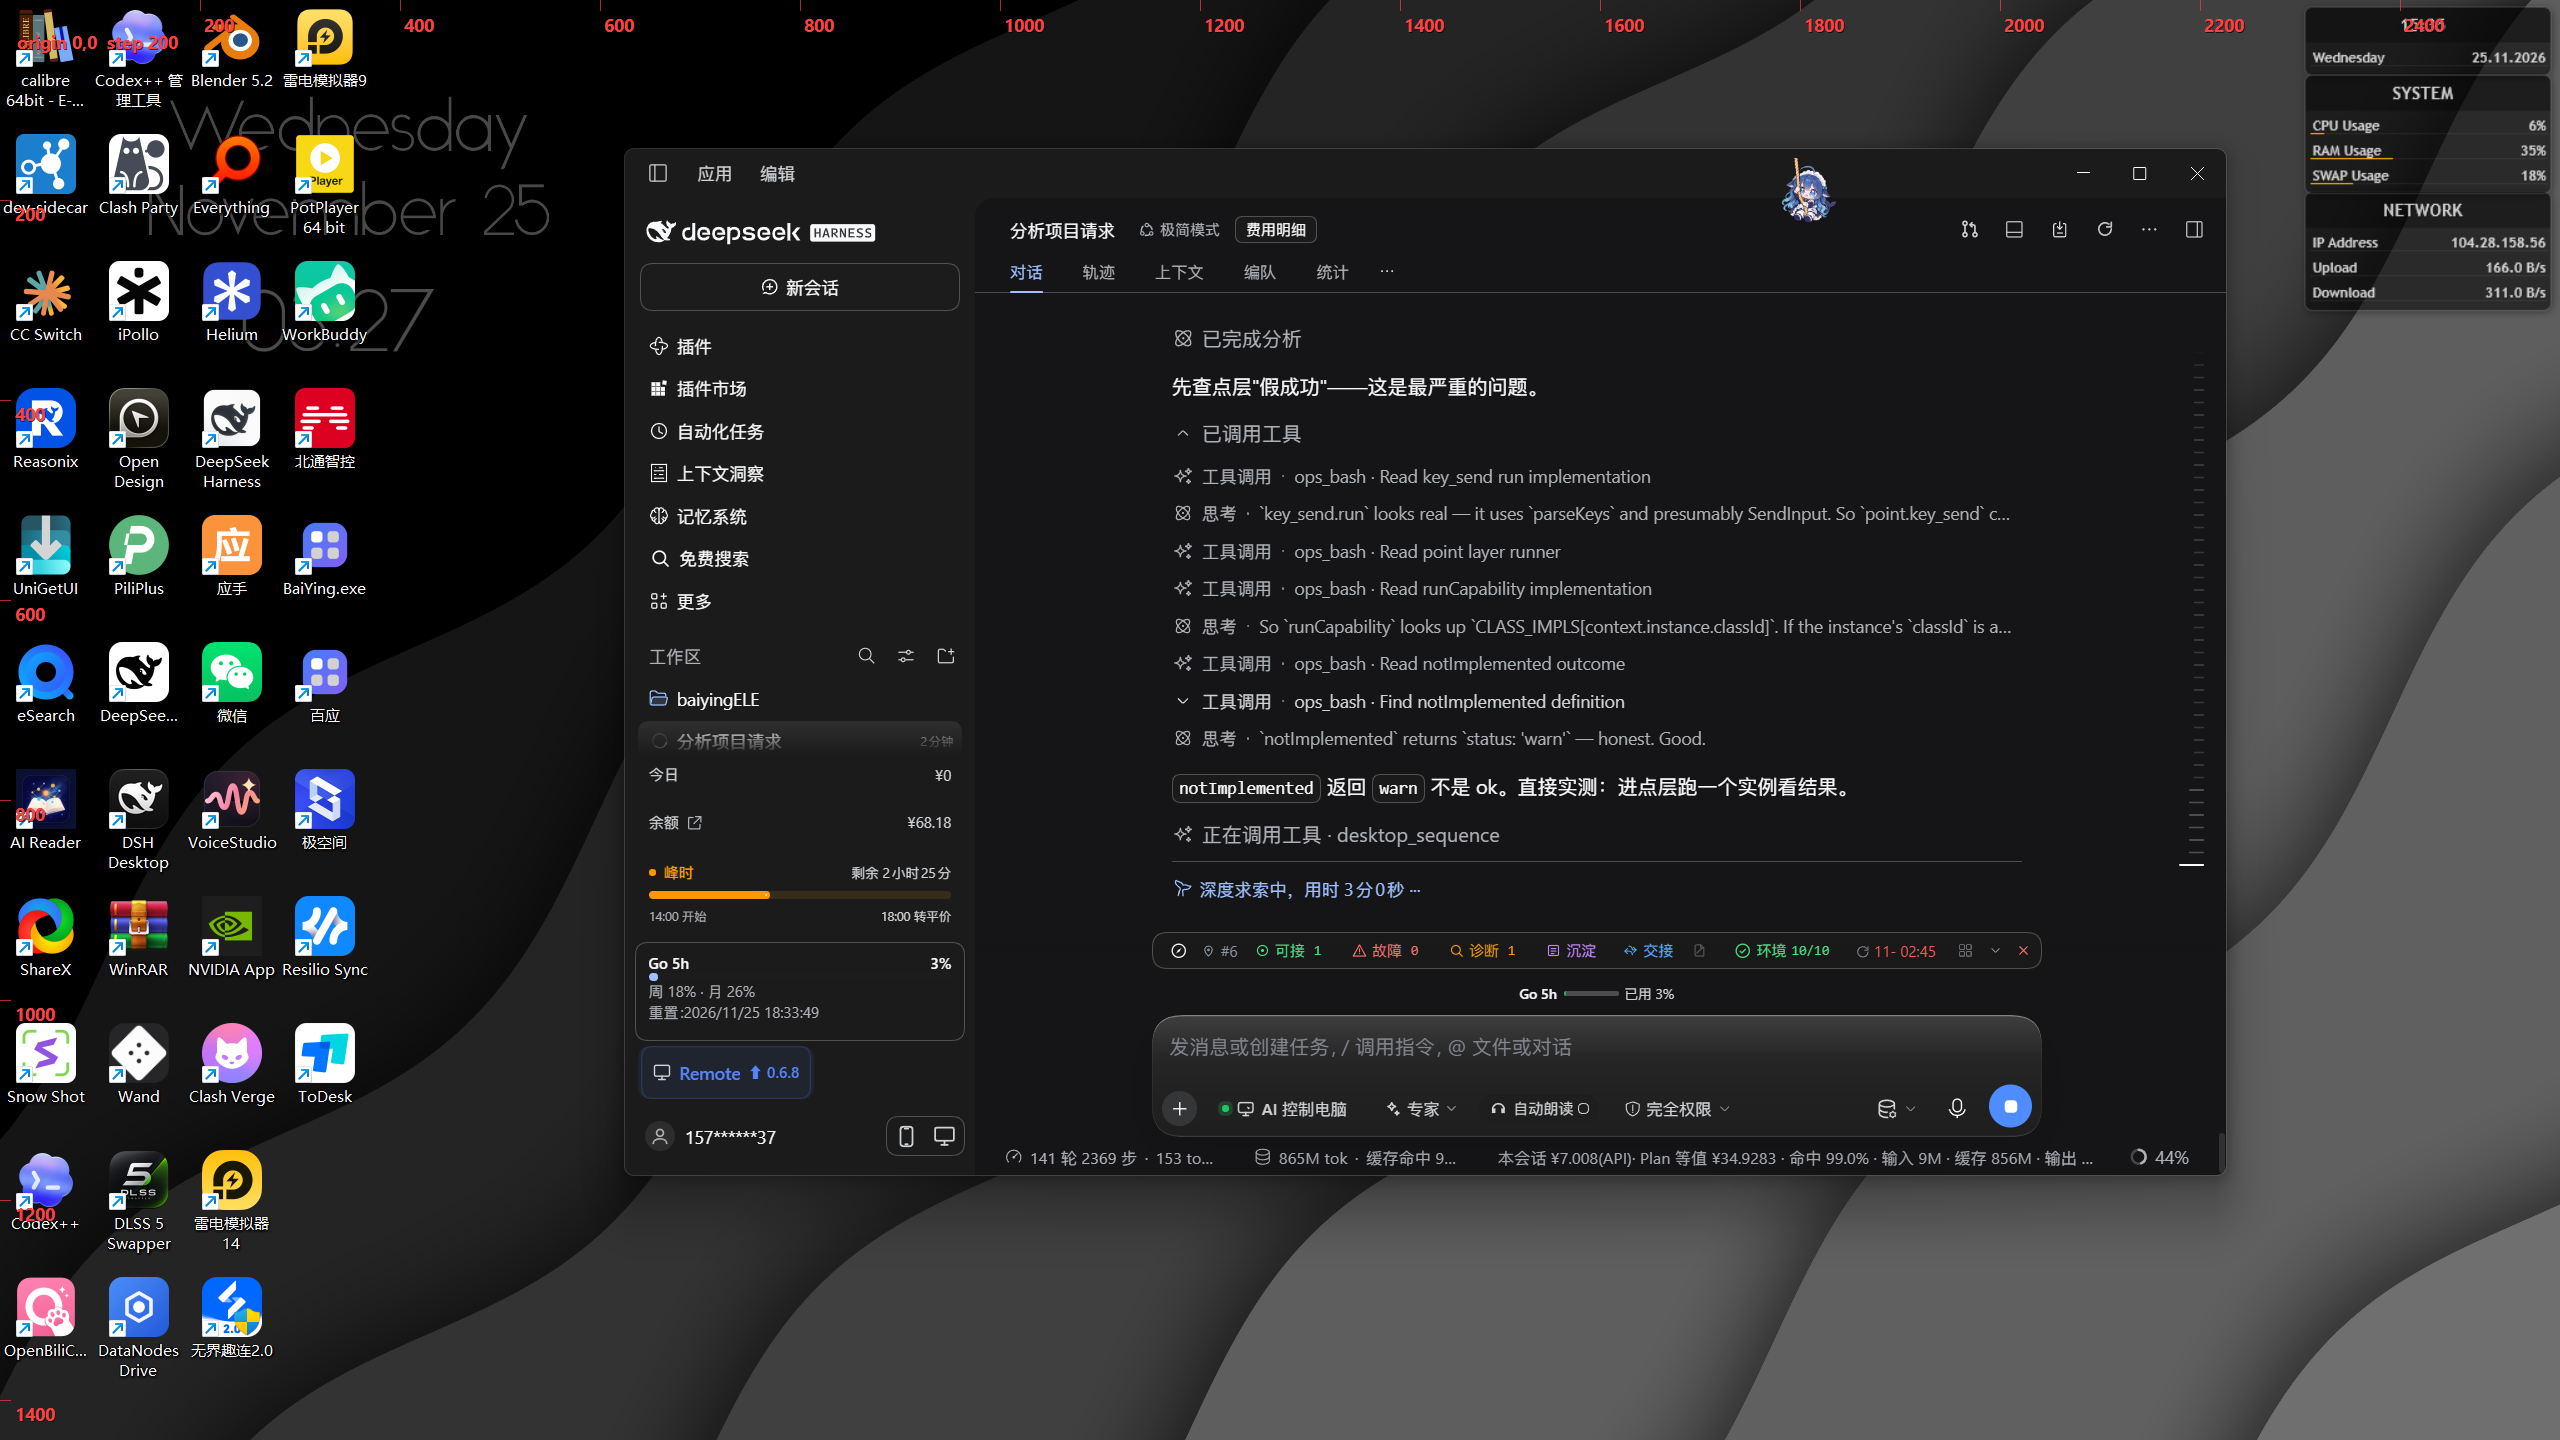 origin 0,0 step 200
200
400
600
800
1000
1200
1400
1600
1800
2000
2200
2400
200
400
600
800
1000
1200
1400
calibre 64bit - E-...
Codex++ 管理工具
Blender 5.2
雷电模拟器9
dev-sidecar
Clash Party
Everything
PotPlayer 64 bit
CC Switch
iPollo
Helium
WorkBuddy
Reasonix
Open Design
DeepSeek Harness
北通智控
UniGetUI
PiliPlus
应手
BaiYing.exe
eSearch
DeepSee...
微信
百应
AI Reader
DSH Desktop
VoiceStudio
极空间
ShareX
WinRAR
NVIDIA App
Resilio Sync
Snow Shot
Wand
Clash Verge
ToDesk
Codex++
DLSS 5 Swapper
雷电模拟器14
OpenBiliC...
DataNodes Drive
无界趣连2.0
Wednesday
November 25
Wednesday 25.11.2026
SYSTEM
CPU Usage 6%
RAM Usage 35%
SWAP Usage 18%
NETWORK
IP Address 104.28.158.56
Upload 166.0 B/s
Download 311.0 B/s
应用 编辑
deepseek HARNESS
新会话
插件
插件市场
自动化任务
上下文洞察
记忆系统
免费搜索
更多
工作区
baiyingELE
分析项目请求 2分钟
今日 ¥0
余额 ¥68.18
峰时 剩余 2小时25分
14:00 开始 18:00 转平价
Go 5h 3%
周 18% · 月 26%
重置:2026/11/25 18:33:49
Remote 0.6.8
157******37
分析项目请求 极简模式 费用明细
对话 轨迹 上下文 编队 统计 ···
已完成分析
先查点层"假成功"——这是最严重的问题。
已调用工具
工具调用 · ops_bash · Read key_send run implementation
思考 · `key_send.run` looks real — it uses `parseKeys` and presumably SendInput. So `point.key_send` c...
工具调用 · ops_bash · Read point layer runner
工具调用 · ops_bash · Read runCapability implementation
思考 · So `runCapability` looks up `CLASS_IMPLS[context.instance.classId]`. If the instance's `classId` is a...
工具调用 · ops_bash · Read notImplemented outcome
工具调用 · ops_bash · Find notImplemented definition
思考 · `notImplemented` returns `status: 'warn'` — honest. Good.
notImplemented 返回 warn 不是 ok。直接实测：进点层跑一个实例看结果。
正在调用工具 · desktop_sequence
深度求索中，用时 3分0秒 ···
#6 可接 1 故障 0 诊断 1 沉淀 交接 环境 10/10 11- 02:45
Go 5h 已用 3%
发消息或创建任务, / 调用指令, @ 文件或对话
AI 控制电脑 专家 自动朗读 完全权限
141 轮 2369 步 · 153 to... 865M tok · 缓存命中 9... 本会话 ¥7.008(API)· Plan 等值 ¥34.9283 · 命中 99.0% · 输入 9M · 缓存 856M · 输出 ... 44%